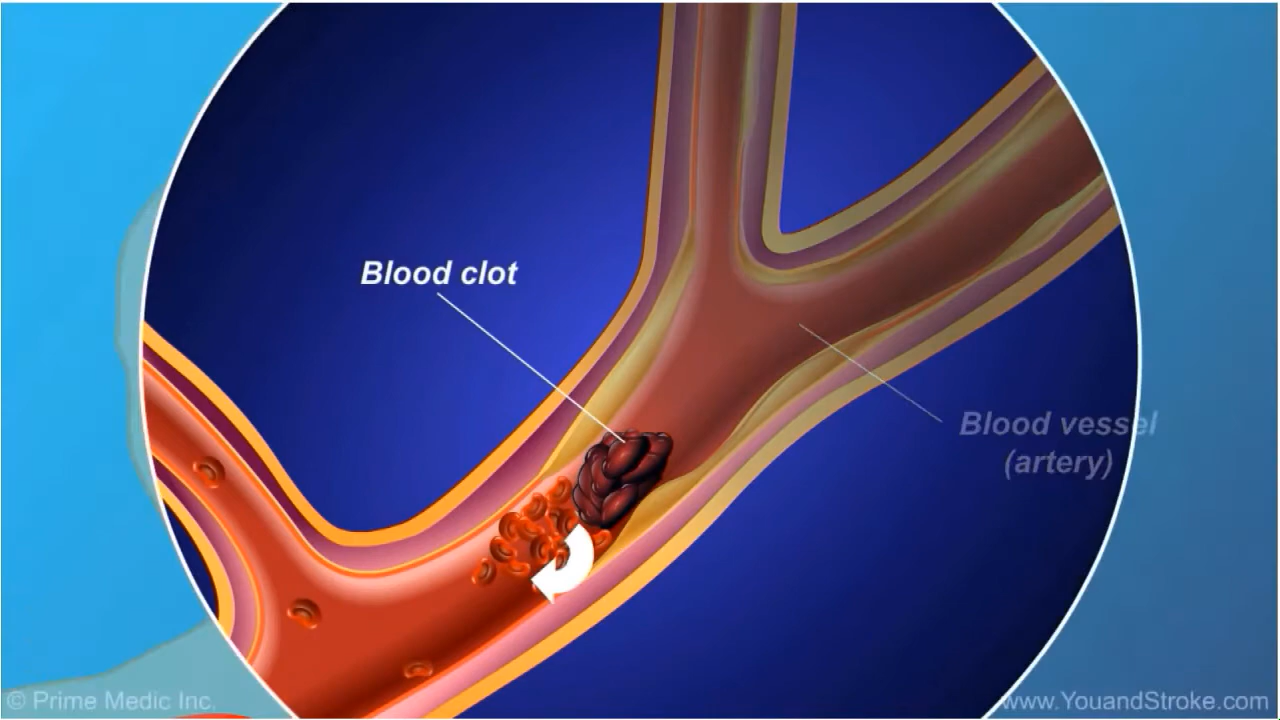 Blood clot
Blood vessel
(artery)
© Prime Medic Inc.
www.YouandStroke.com